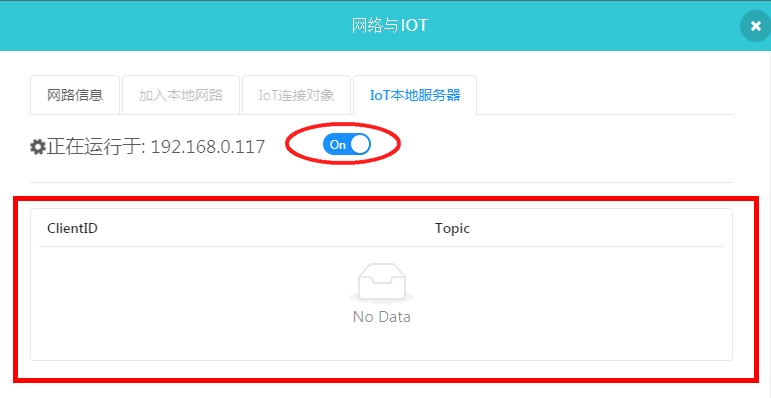 网络与IOT
网路信息 加入本地网路 IoT连接对象 IoT本地服务器
正在运行于: 192.168.0.117 On
ClientID Topic
No Data